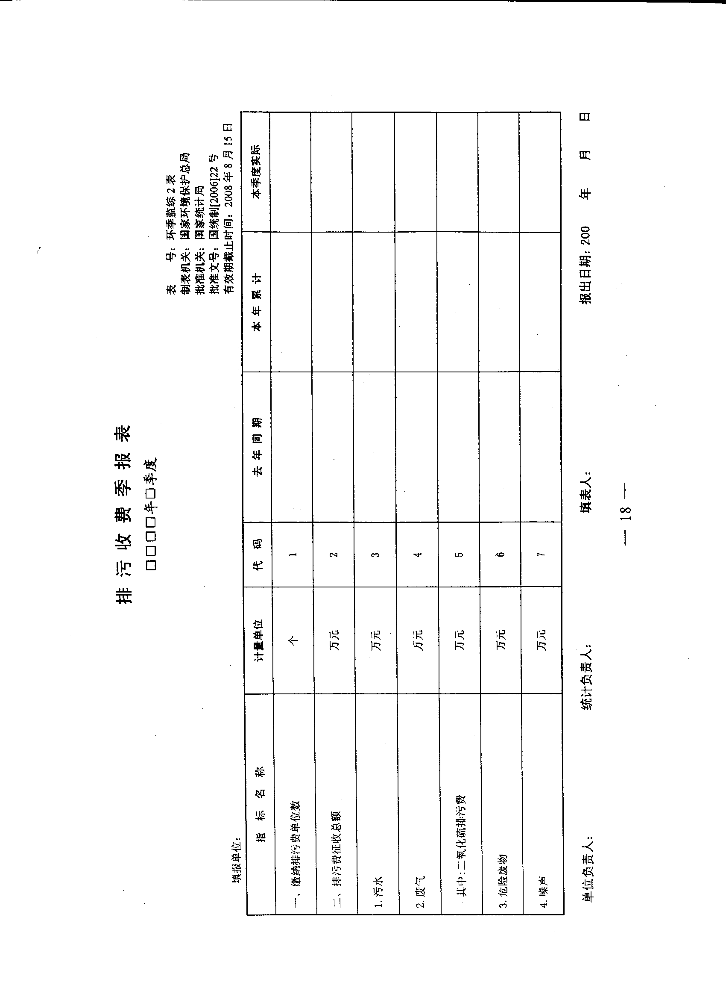 排污收费季报表
□□□□年□季度
表　　号：环季监综2表
制表机关：国家环境保护总局
批准机关：国家统计局
批准文号：国统制[2006]22号
有效期截止时间：2008年8月15日
填报单位：
指标名称 计量单位 代码 去年同期 本年累计 本季度实际
一、缴纳排污费单位数 个 1
二、排污费征收总额 万元 2
1.污水 万元 3
2.废气 万元 4
其中:二氧化硫排污费 万元 5
3.危险废物 万元 6
4.噪声 万元 7
单位负责人： 统计负责人： 填表人： 报出日期：200　年　月　日
— 18 —